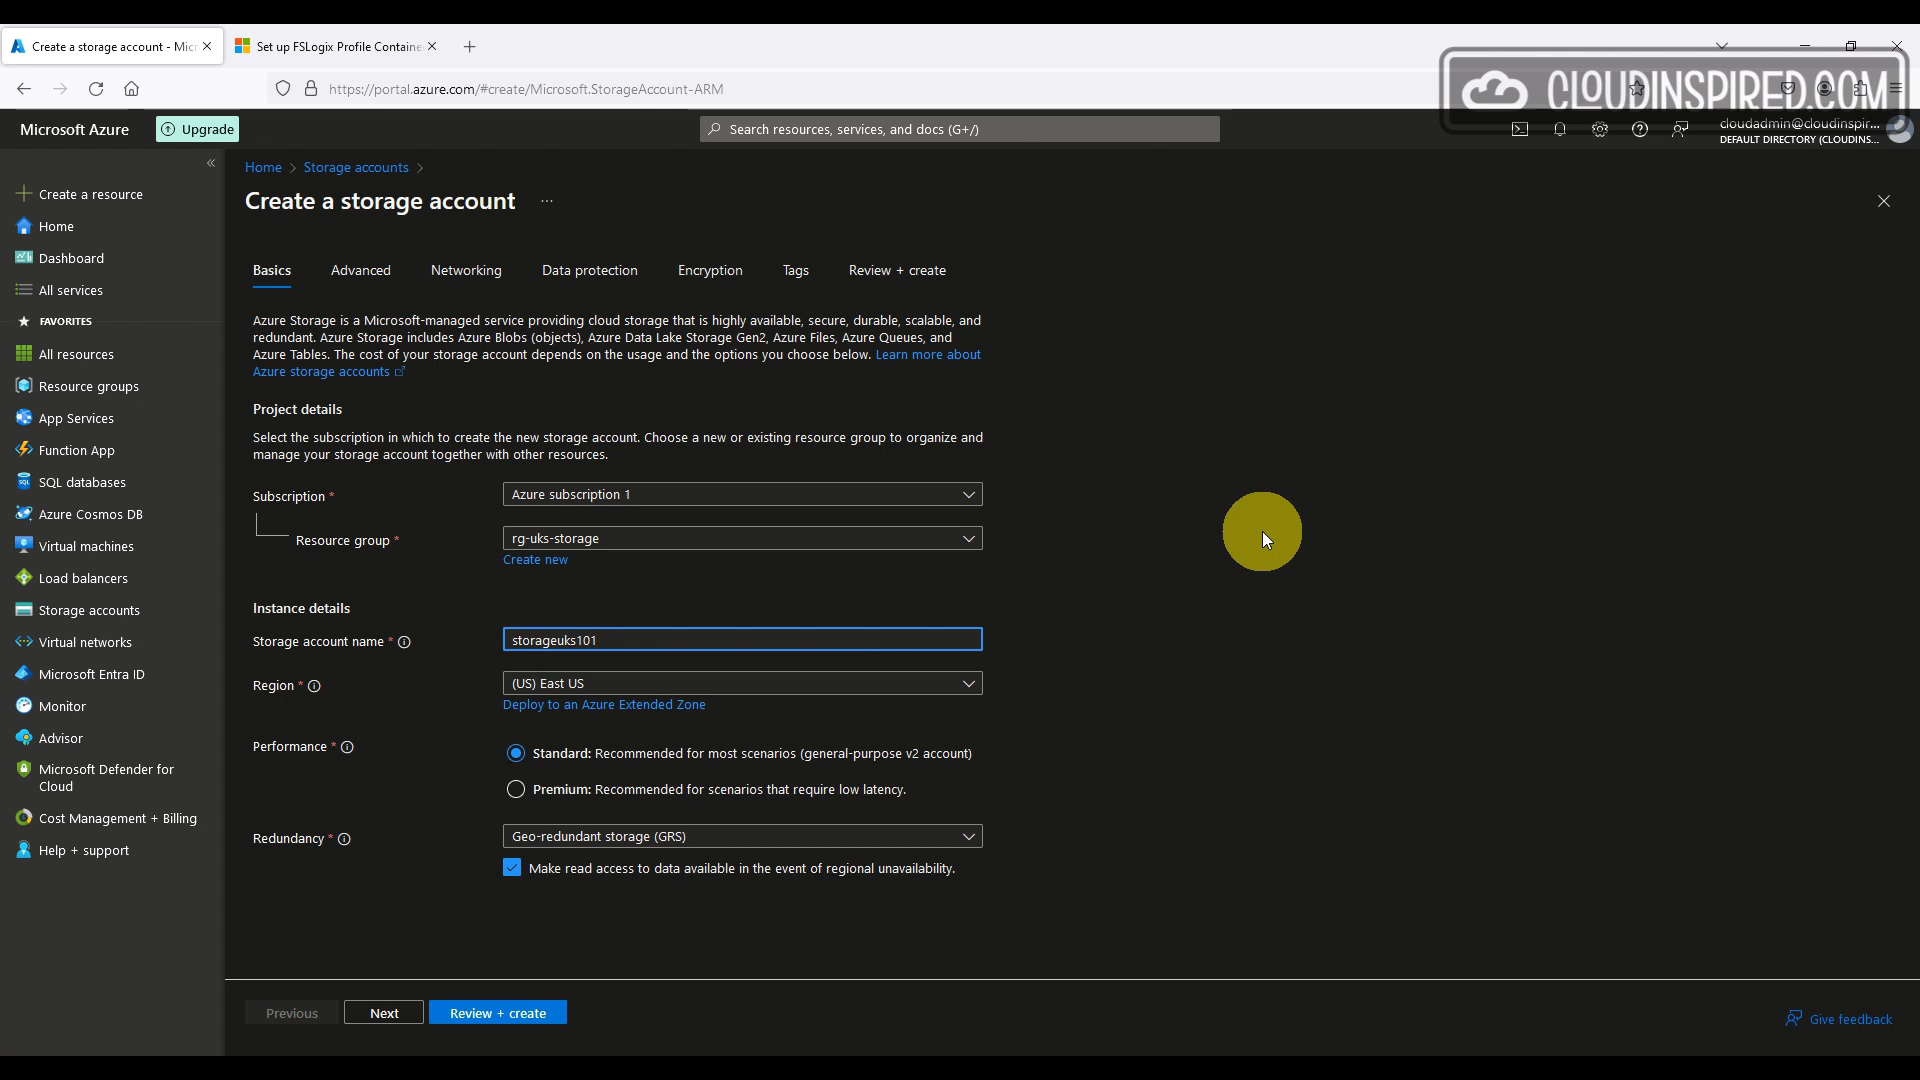 Create a storage account - Mic
Set up FSLogix Profile Containe
https://portal.azure.com/#create/Microsoft.StorageAccount-ARM
CLOUDINSPIRED.COM
Microsoft Azure
Upgrade
Search resources, services, and docs (G+/)
cloudadmin@cloudinspir...
DEFAULT DIRECTORY (CLOUDINS...
Create a resource
Home
Dashboard
All services
FAVORITES
All resources
Resource groups
App Services
Function App
SQL databases
Azure Cosmos DB
Virtual machines
Load balancers
Storage accounts
Virtual networks
Microsoft Entra ID
Monitor
Advisor
Microsoft Defender for
Cloud
Cost Management + Billing
Help + support
Home > Storage accounts >
Create a storage account ...
Basics Advanced Networking Data protection Encryption Tags Review + create
Azure Storage is a Microsoft-managed service providing cloud storage that is highly available, secure, durable, scalable, and
redundant. Azure Storage includes Azure Blobs (objects), Azure Data Lake Storage Gen2, Azure Files, Azure Queues, and
Azure Tables. The cost of your storage account depends on the usage and the options you choose below. Learn more about
Azure storage accounts
Project details
Select the subscription in which to create the new storage account. Choose a new or existing resource group to organize and
manage your storage account together with other resources.
Subscription * Azure subscription 1
Resource group * rg-uks-storage
Create new
Instance details
Storage account name * storageuks101
Region * (US) East US
Deploy to an Azure Extended Zone
Performance * Standard: Recommended for most scenarios (general-purpose v2 account)
Premium: Recommended for scenarios that require low latency.
Redundancy * Geo-redundant storage (GRS)
Make read access to data available in the event of regional unavailability.
Previous Next Review + create
Give feedback